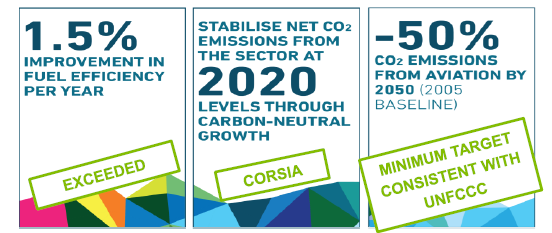 1.5%
IMPROVEMENT IN
FUEL EFFICIENCY
PER YEAR
EXCEEDED
STABILISE NET CO₂
EMISSIONS FROM
THE SECTOR AT
2020
LEVELS THROUGH
CARBON-NEUTRAL
GROWTH
CORSIA
-50%
CO₂ EMISSIONS
FROM AVIATION BY
2050 (2005
BASELINE)
MINIMUM TARGET
CONSISTENT WITH
UNFCCC